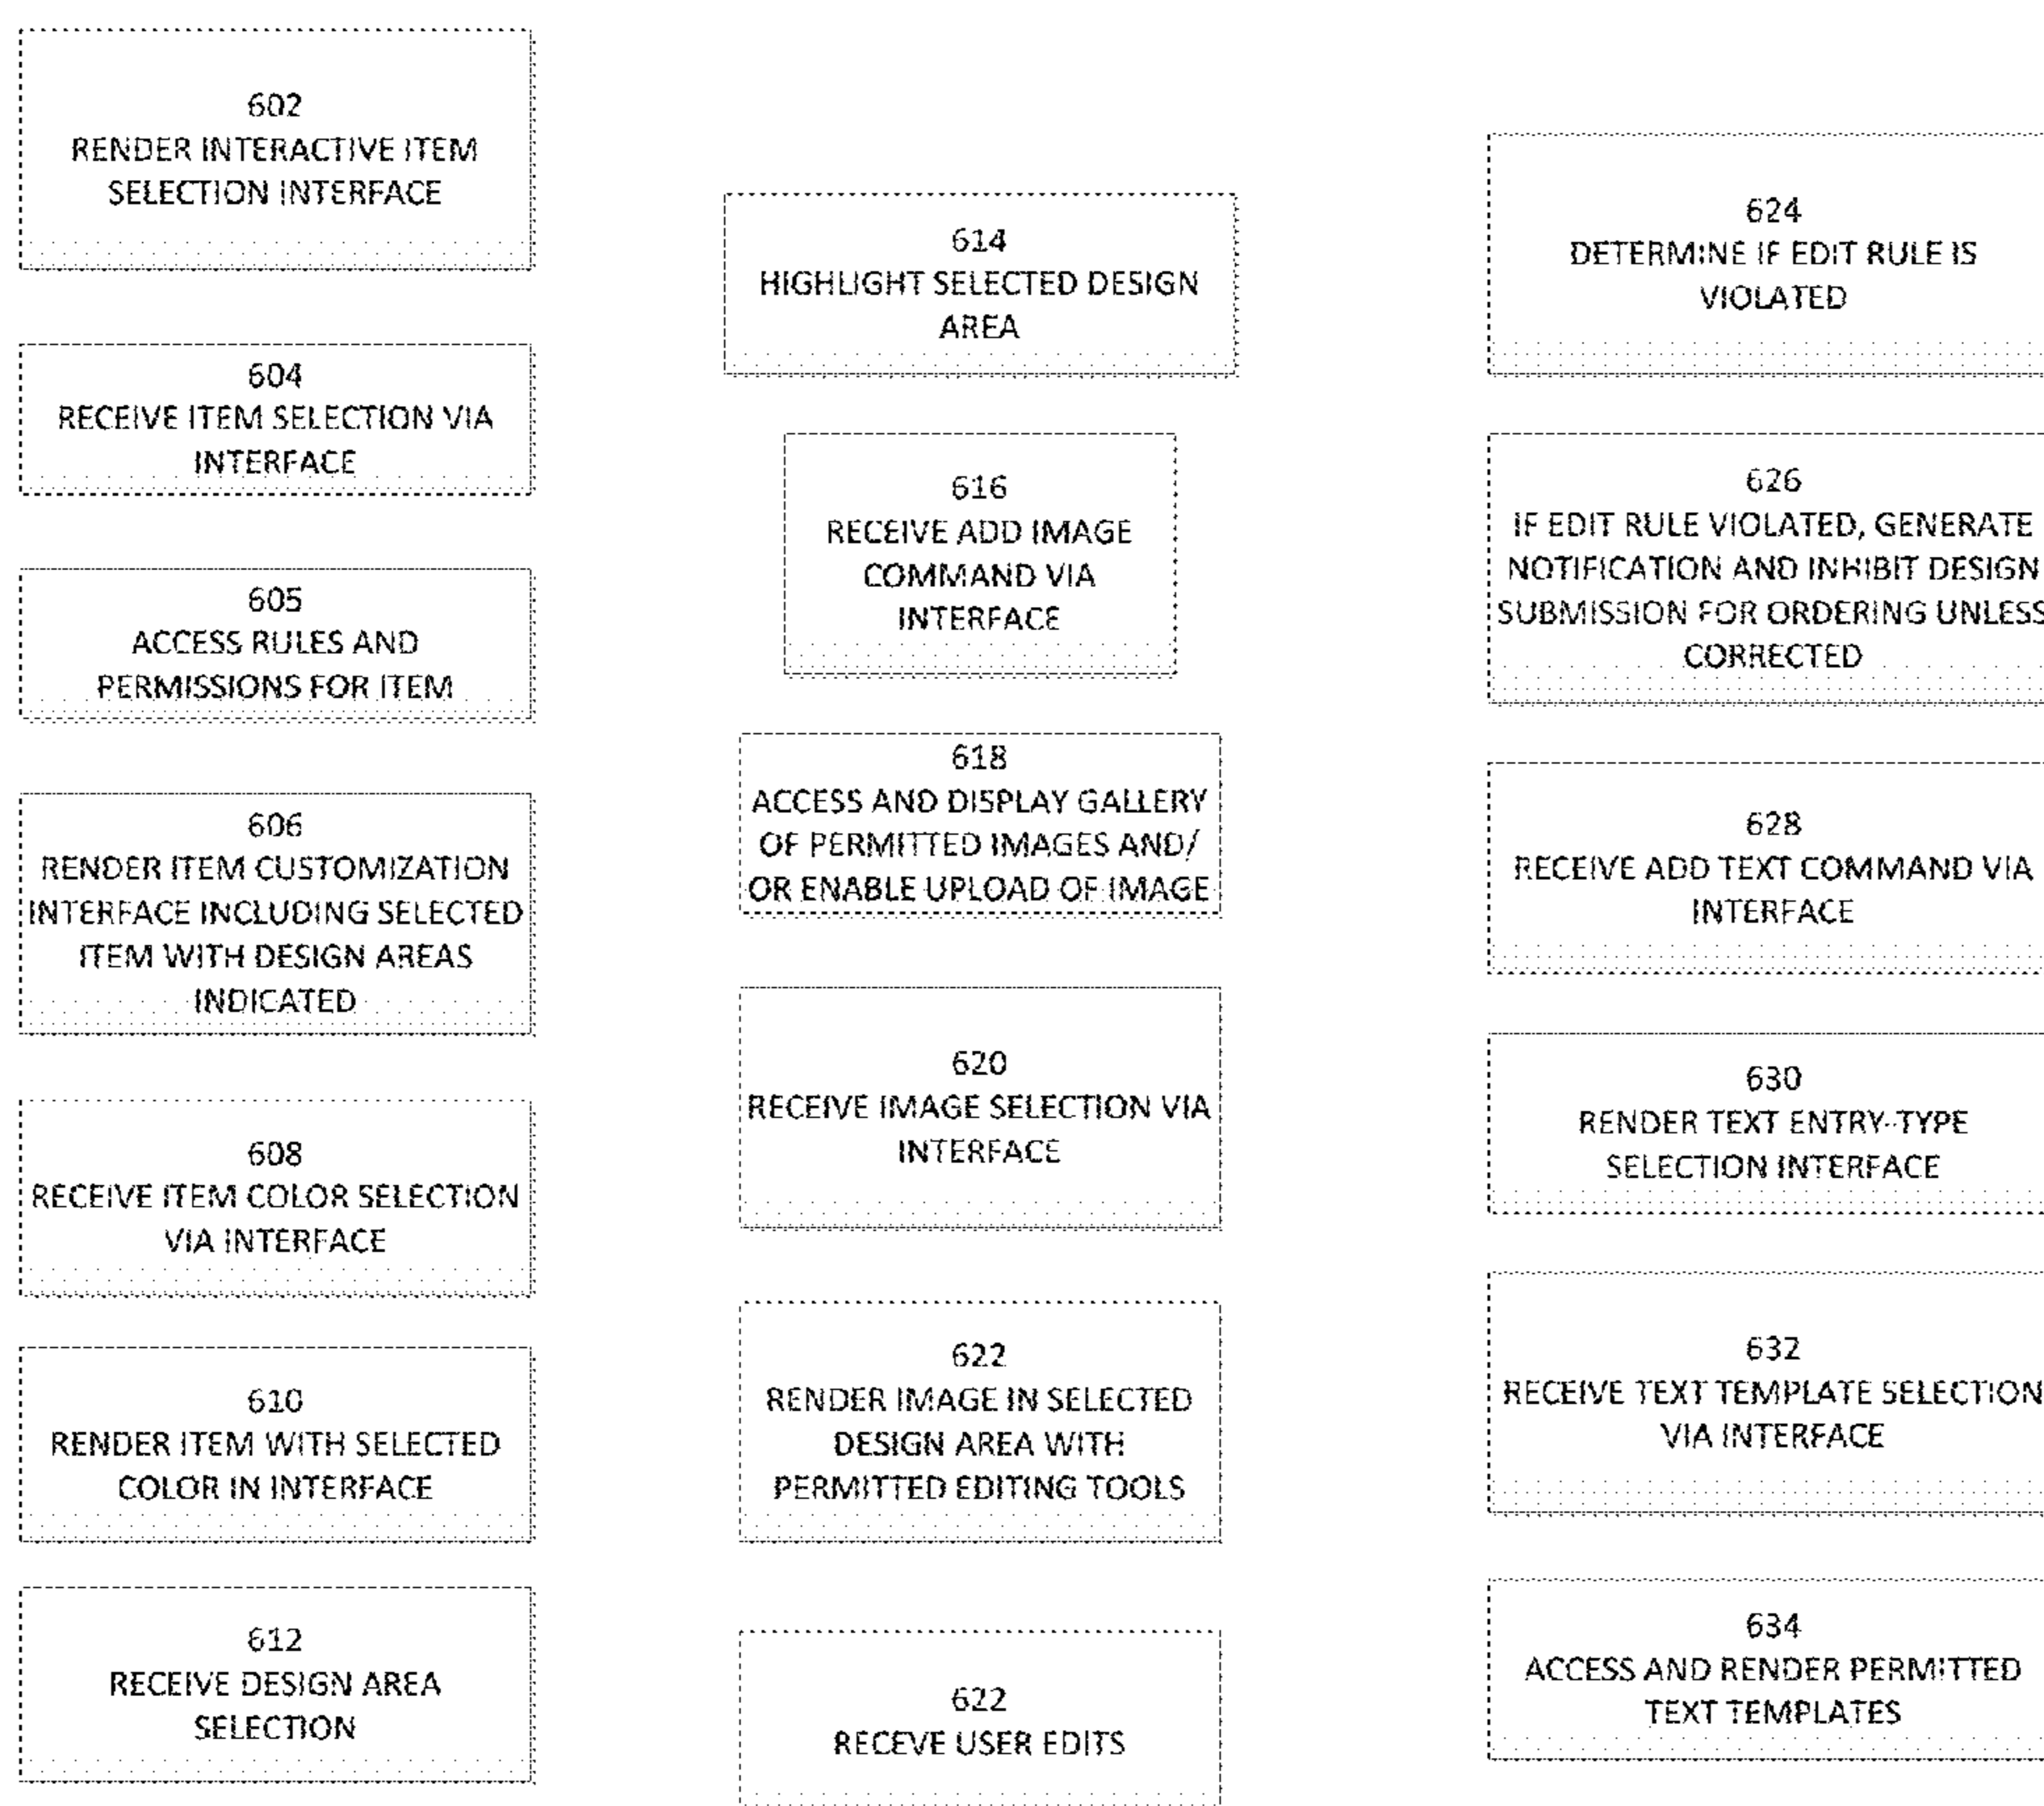 602
RENDER INTERACTIVE ITEM
SELECTION INTERFACE
604
RECEIVE ITEM SELECTION VIA
INTERFACE
605
ACCESS RULES AND
PERMISSIONS FOR ITEM
606
RENDER ITEM CUSTOMIZATION
INTERFACE INCLUDING SELECTED
ITEM WITH DESIGN AREAS
INDICATED
608
RECEIVE ITEM COLOR SELECTION
VIA INTERFACE
610
RENDER ITEM WITH SELECTED
COLOR IN INTERFACE
612
RECEIVE DESIGN AREA
SELECTION
614
HIGHLIGHT SELECTED DESIGN
AREA
616
RECEIVE ADD IMAGE
COMMAND VIA
INTERFACE
618
ACCESS AND DISPLAY GALLERY
OF PERMITTED IMAGES AND/
OR ENABLE UPLOAD OF IMAGE
620
RECEIVE IMAGE SELECTION VIA
INTERFACE
622
RENDER IMAGE IN SELECTED
DESIGN AREA WITH
PERMITTED EDITING TOOLS
622
RECEVE USER EDITS
624
DETERMINE IF EDIT RULE IS
VIOLATED
626
IF EDIT RULE VIOLATED, GENERATE
NOTIFICATION AND INHIBIT DESIGN
SUBMISSION FOR ORDERING UNLESS
CORRECTED
628
RECEIVE ADD TEXT COMMAND VIA
INTERFACE
630
RENDER TEXT ENTRY-TYPE
SELECTION INTERFACE
632
RECEIVE TEXT TEMPLATE SELECTION
VIA INTERFACE
634
ACCESS AND RENDER PERMITTED
TEXT TEMPLATES